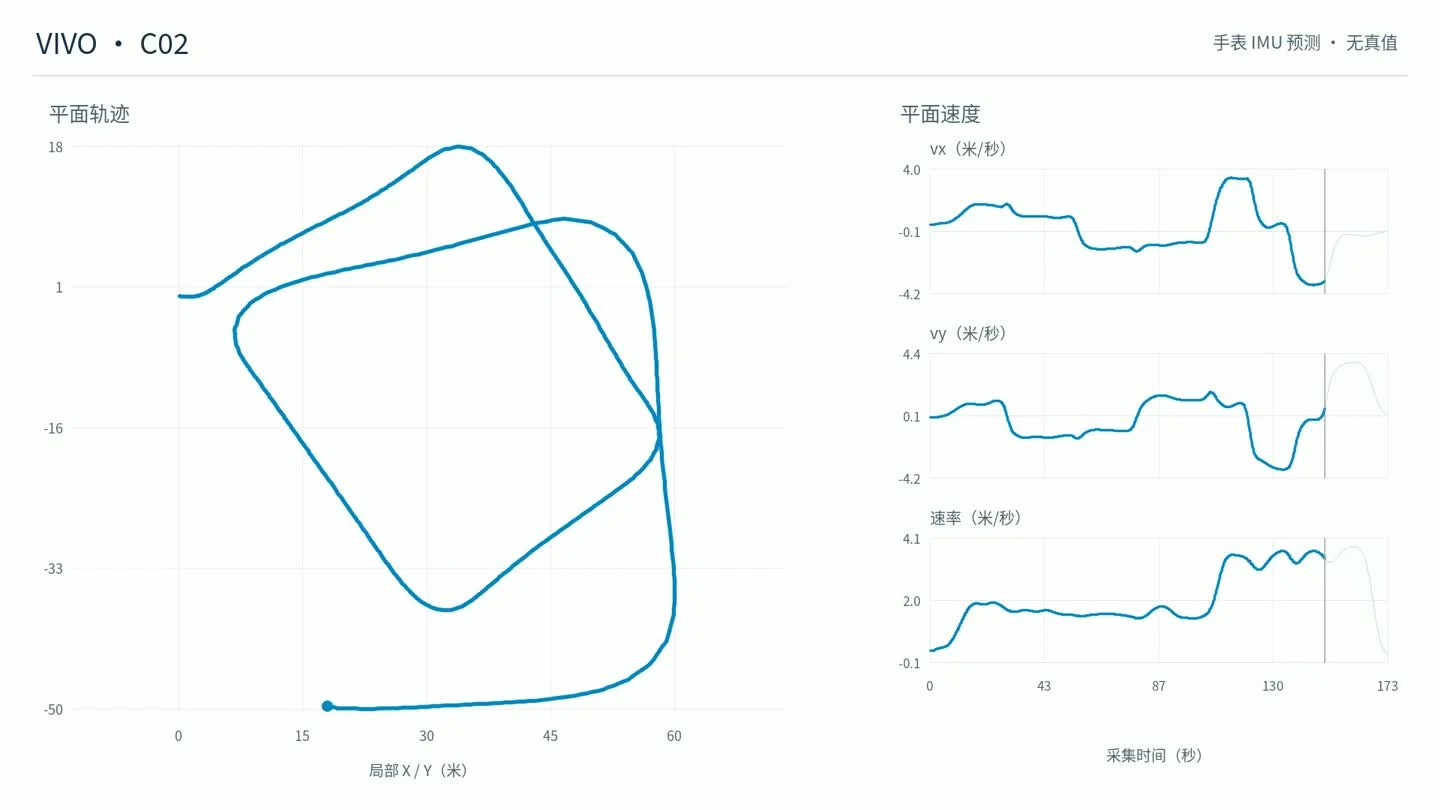 VIVO • C02
手表 IMU 预测 • 无真值
平面轨迹
18
1
-16
-33
-50
0 15 30 45 60
局部 X / Y（米）
平面速度
vx（米/秒）
4.0
-0.1
-4.2
vy（米/秒）
4.4
0.1
-4.2
速率（米/秒）
4.1
2.0
-0.1
0 43 87 130 173
采集时间（秒）